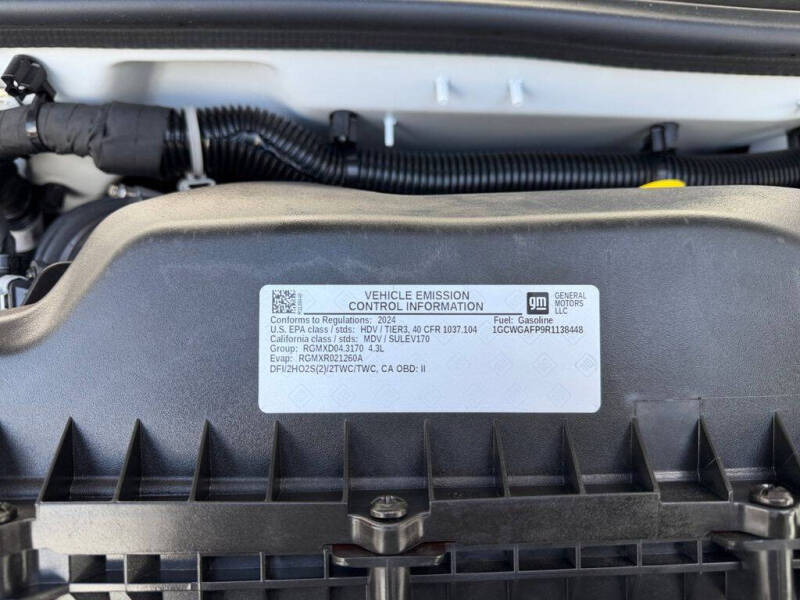 VEHICLE EMISSION
CONTROL INFORMATION
gm GENERAL MOTORS LLC
Conforms to Regulations: 2024 Fuel: Gasoline
U.S. EPA class / stds: HDV / TIER3, 40 CFR 1037.104 1GCWGAFP9R1138448
California class / stds: MDV / SULEV170
Group: RGMXD04.3170 4.3L
Evap: RGMXR021260A
DFI/2HO2S(2)/2TWC/TWC, CA OBD: II